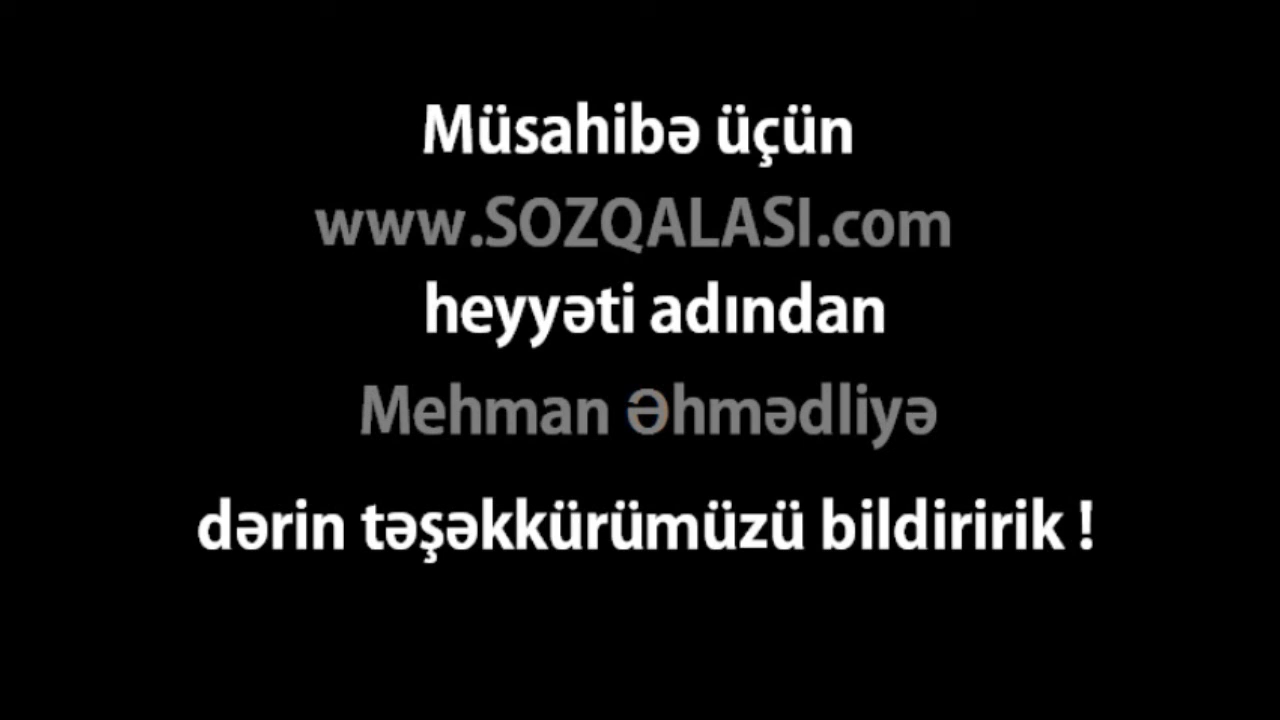 Müsahibə üçün
www.SOZQALASI.com
heyyəti adından
Mehman Əhmədliyə
dərin təşəkkürümüzü bildiririk !